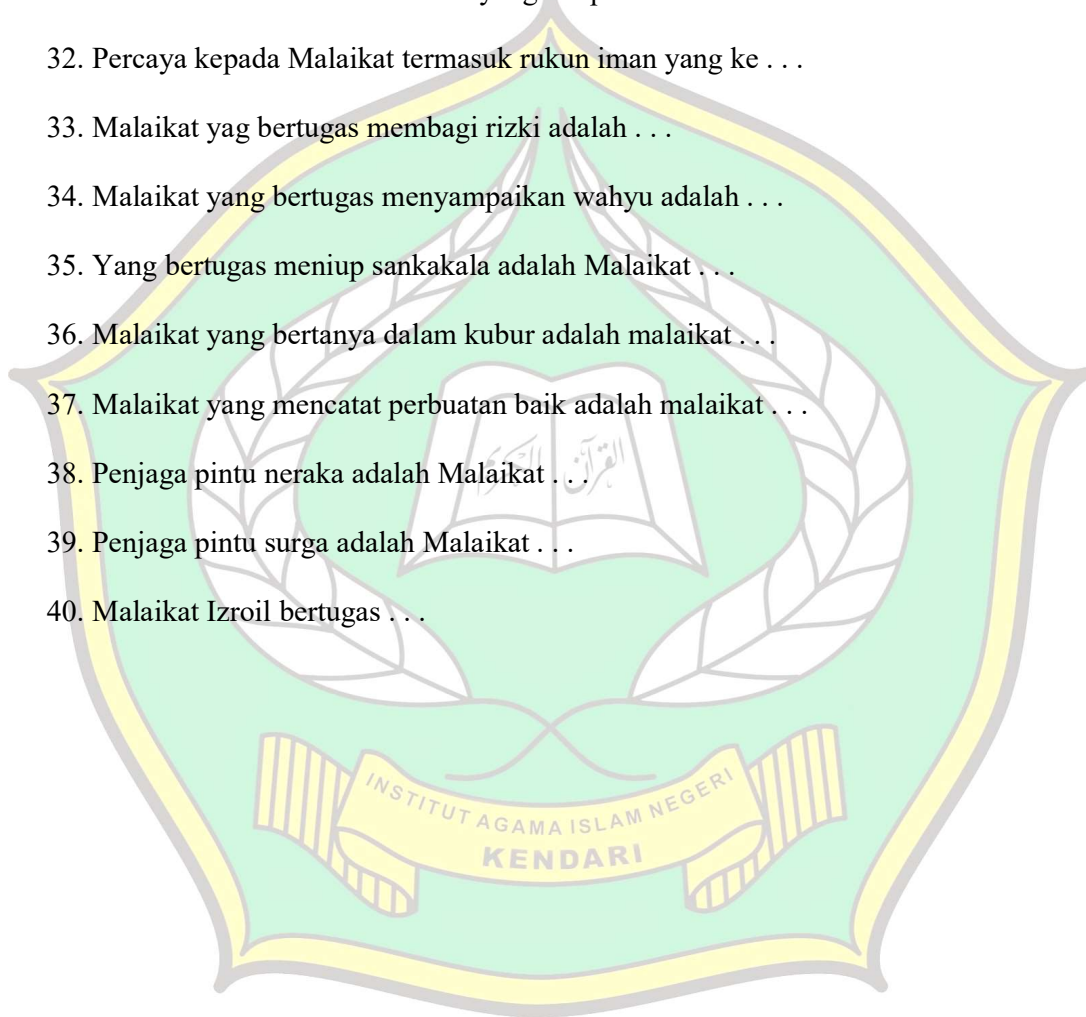 32. Percaya kepada Malaikat termasuk rukun iman yang ke . . .
33. Malaikat yag bertugas membagi rizki adalah . . .
34. Malaikat yang bertugas menyampaikan wahyu adalah . . .
35. Yang bertugas meniup sankakala adalah Malaikat . . .
36. Malaikat yang bertanya dalam kubur adalah malaikat . . .
37. Malaikat yang mencatat perbuatan baik adalah malaikat . . .
القرآن الكريم
38. Penjaga pintu neraka adalah Malaikat . . .
39. Penjaga pintu surga adalah Malaikat . . .
40. Malaikat Izroil bertugas . . .
INSTITUT AGAMA ISLAM NEGERI
KENDARI